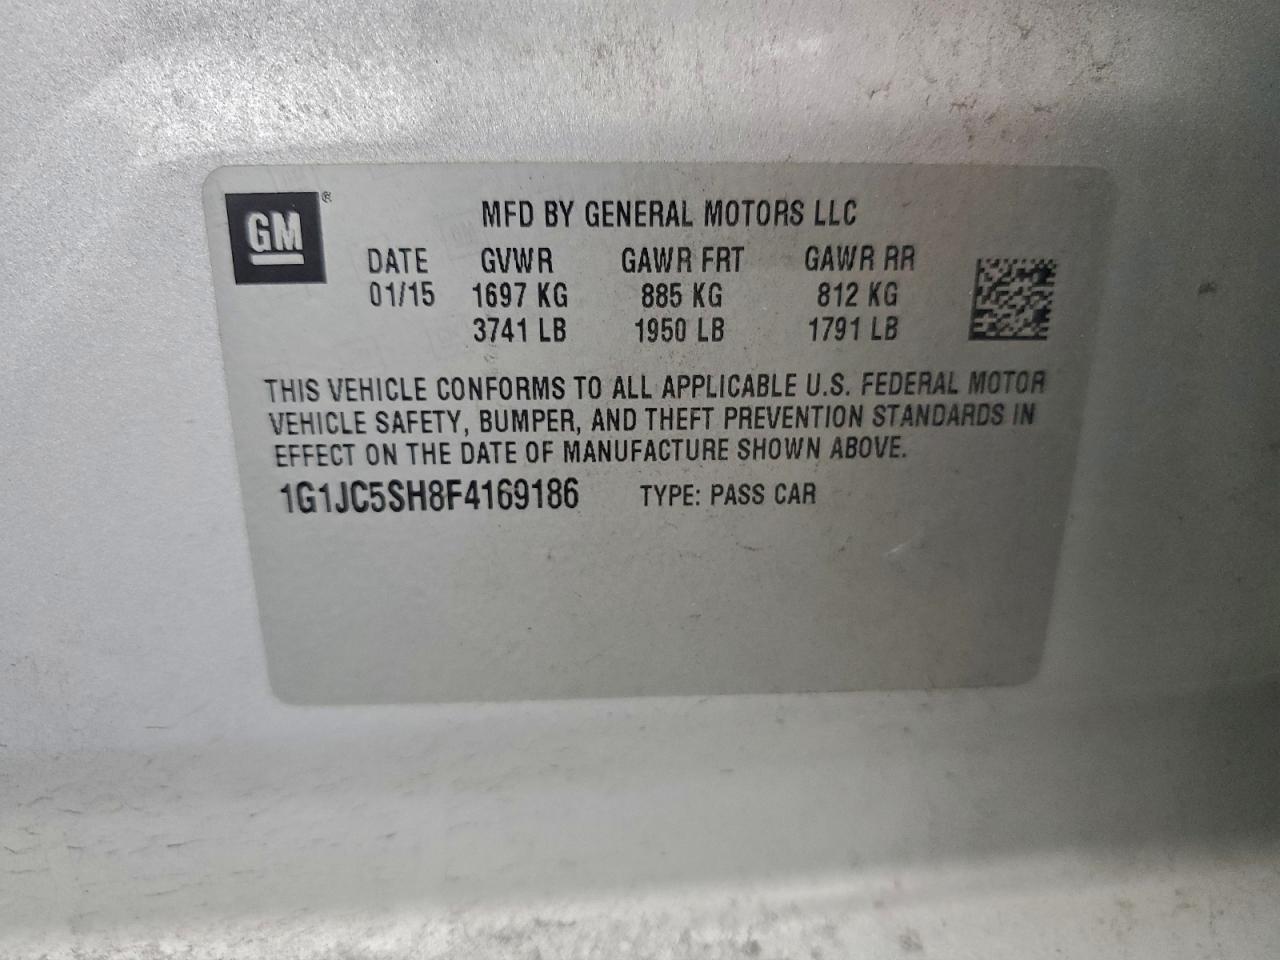 GM®
MFD BY GENERAL MOTORS LLC
DATE GVWR GAWR FRT GAWR RR
01/15 1697 KG 885 KG 812 KG
3741 LB 1950 LB 1791 LB
THIS VEHICLE CONFORMS TO ALL APPLICABLE U.S. FEDERAL MOTOR
VEHICLE SAFETY, BUMPER, AND THEFT PREVENTION STANDARDS IN
EFFECT ON THE DATE OF MANUFACTURE SHOWN ABOVE.
1G1JC5SH8F4169186 TYPE: PASS CAR